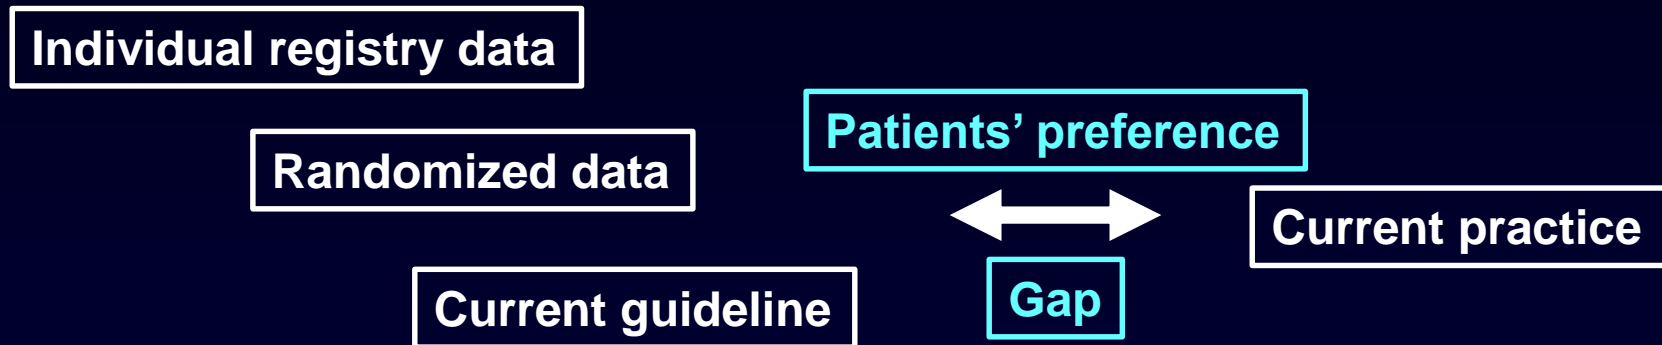 Individual registry data
Patients’ preference
Randomized data
Current practice
Current guideline
Gap